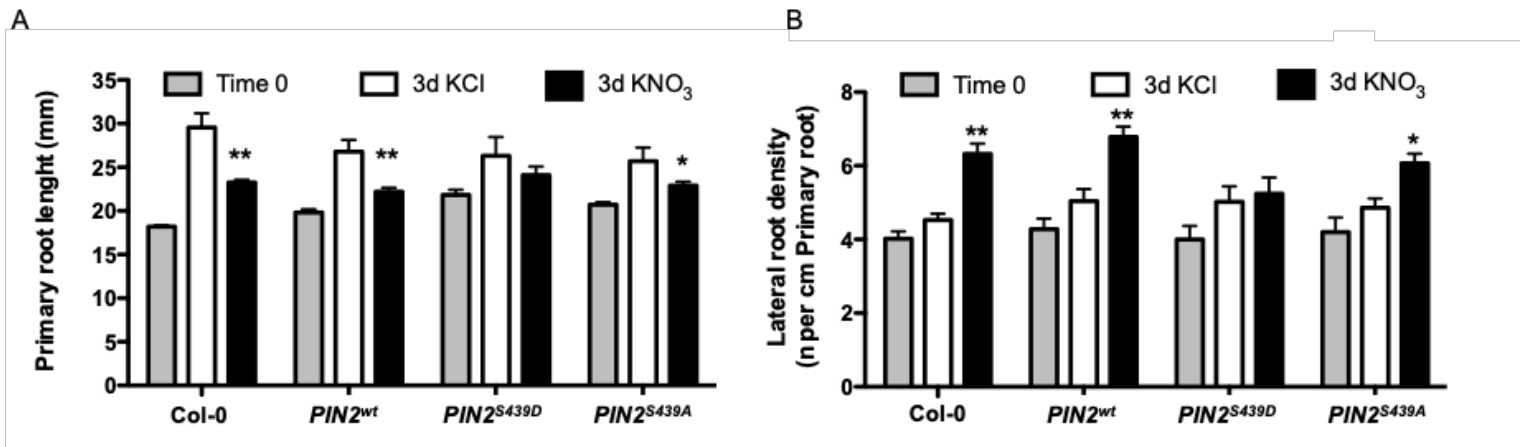 A
Primary root lenght (mm)
Time 0
3d KCl
3d KNO₃
35
30
25
20
15
10
5
0
**
**
*
Col-0
PIN2ʷᵗ
PIN2ˢ⁴³⁹ᴰ
PIN2ˢ⁴³⁹ᴬ
B
Lateral root density
(n per cm Primary root)
Time 0
3d KCl
3d KNO₃
8
6
4
2
0
**
**
*
Col-0
PIN2ʷᵗ
PIN2ˢ⁴³⁹ᴰ
PIN2ˢ⁴³⁹ᴬ